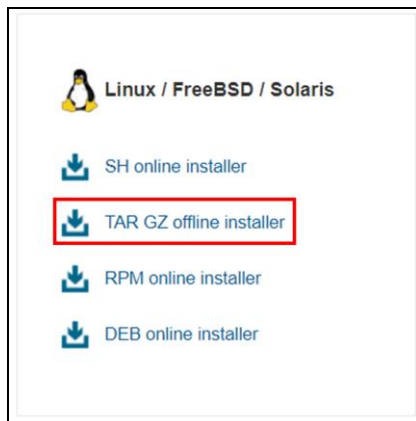 Linux / FreeBSD / Solaris
SH online installer
TAR GZ offline installer
RPM online installer
DEB online installer